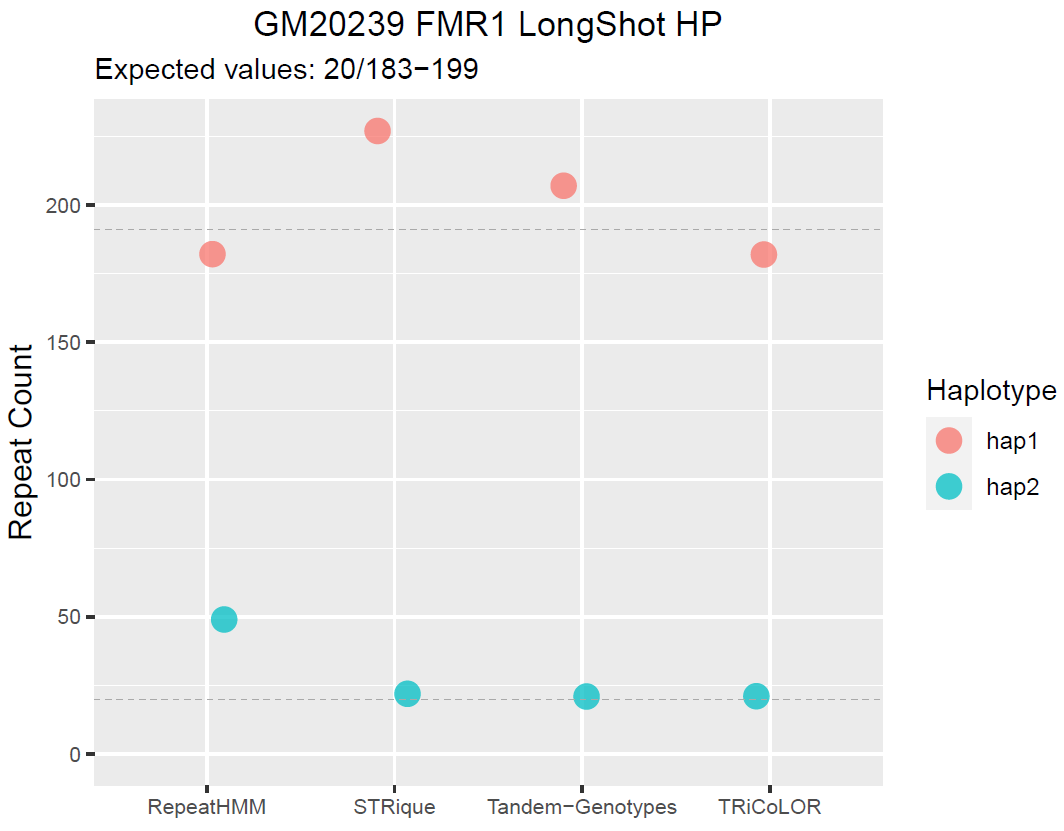 GM20239 FMR1 LongShot HP
Expected values: 20/183−199
Repeat Count
200
150
100
50
0
RepeatHMM STRique Tandem−Genotypes TRiCoLOR
Haplotype
hap1
hap2